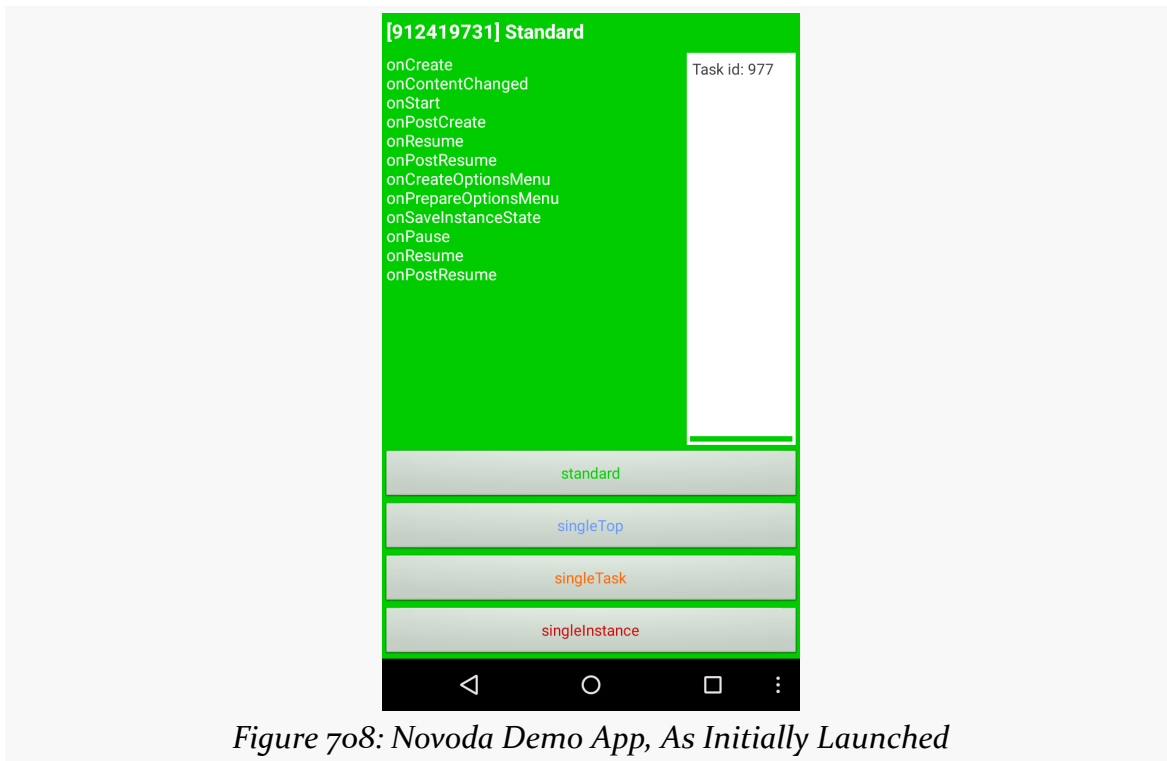 [912419731] Standard
onCreate
onContentChanged
onStart
onPostCreate
onResume
onPostResume
onCreateOptionsMenu
onPrepareOptionsMenu
onSaveInstanceState
onPause
onResume
onPostResume
Task id: 977
standard
singleTop
singleTask
singleInstance
Figure 708: Novoda Demo App, As Initially Launched